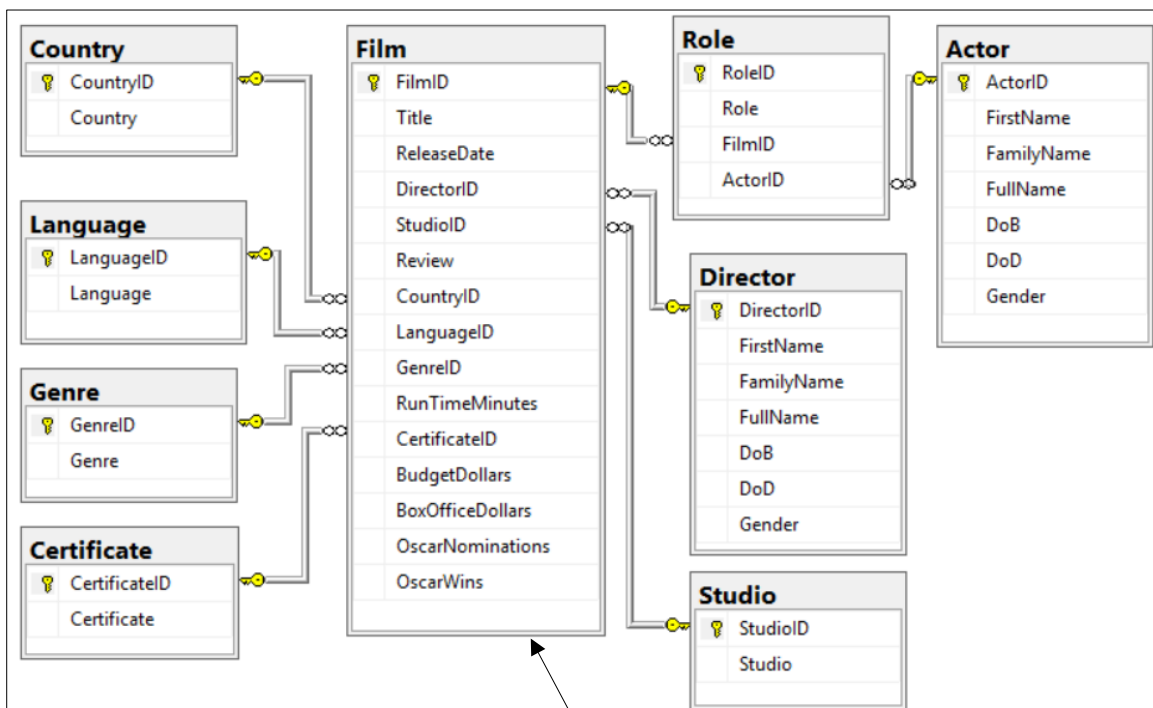 Country
CountryID
Country
Language
LanguageID
Language
Genre
GenreID
Genre
Certificate
CertificateID
Certificate
Film
FilmID
Title
ReleaseDate
DirectorID
StudioID
Review
CountryID
LanguageID
GenreID
RunTimeMinutes
CertificateID
BudgetDollars
BoxOfficeDollars
OscarNominations
OscarWins
Role
RoleID
Role
FilmID
ActorID
Director
DirectorID
FirstName
FamilyName
FullName
DoB
DoD
Gender
Studio
StudioID
Studio
Actor
ActorID
FirstName
FamilyName
FullName
DoB
DoD
Gender